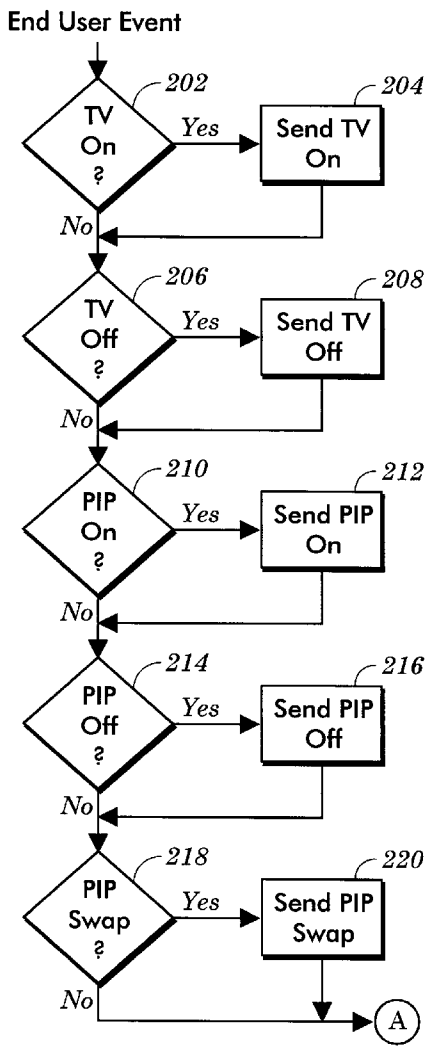 End User Event
202
204
TV
On
?
Yes
Send TV
On
No
206
208
TV
Off
?
Yes
Send TV
Off
No
210
212
PIP
On
?
Yes
Send PIP
On
No
214
216
PIP
Off
?
Yes
Send PIP
Off
No
218
220
PIP
Swap
?
Yes
Send PIP
Swap
No
A